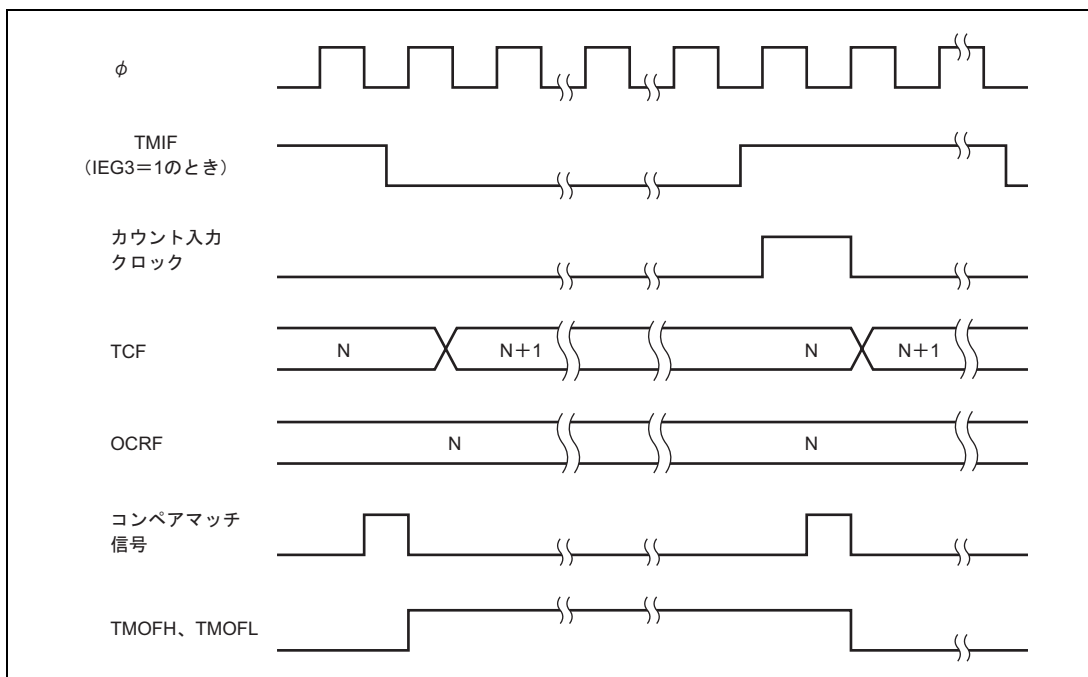 φ
TMIF
（IEG3＝1のとき）
カウント入力
クロック
TCF
N
N＋1
N
N＋1
OCRF
N
N
コンペアマッチ
信号
TMOFH、TMOFL